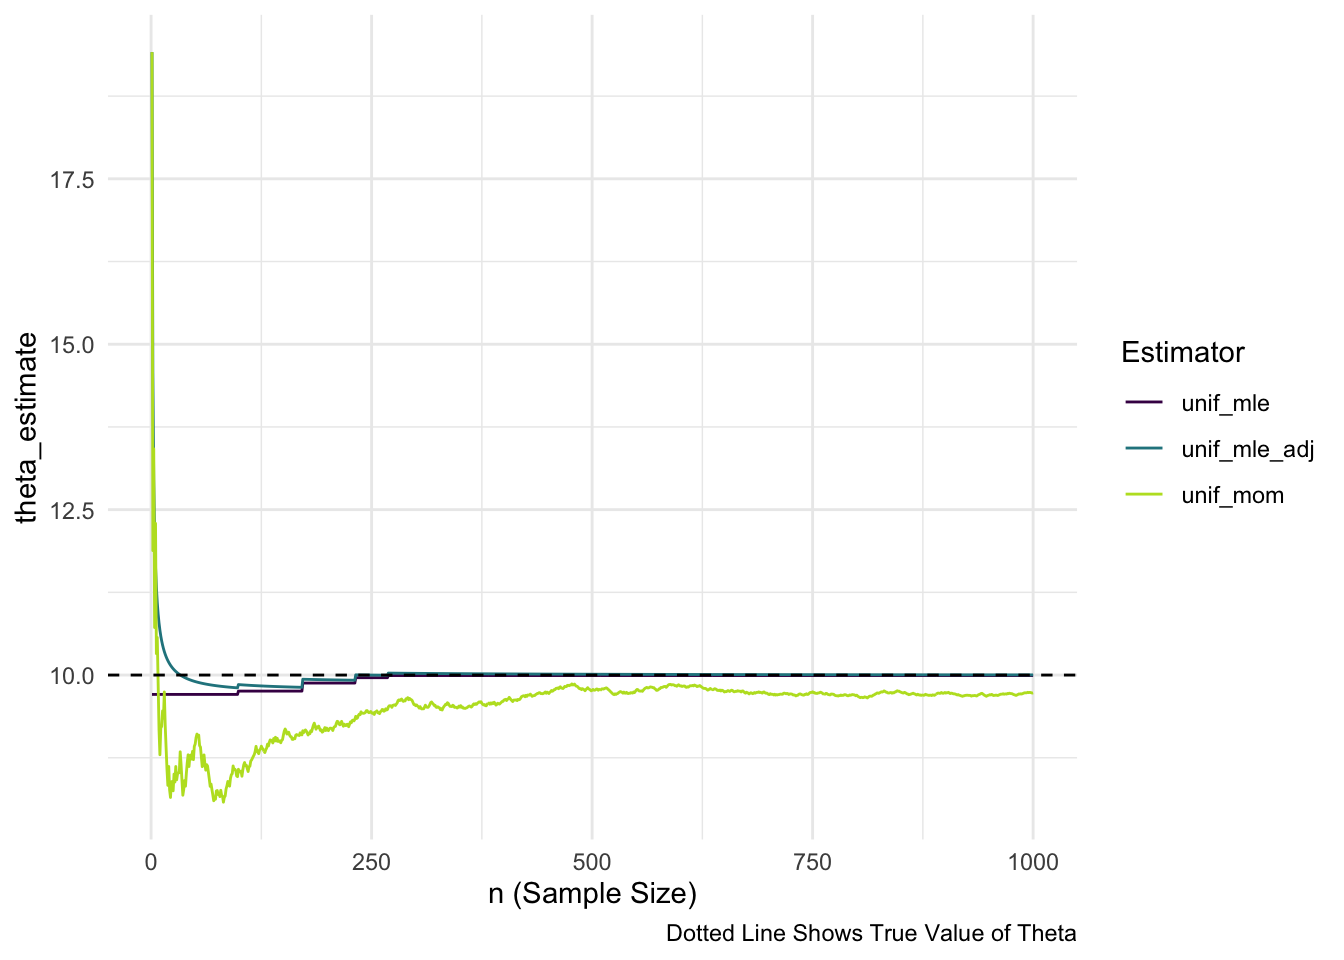 theta_estimate
17.5
15.0
12.5
10.0
0
250
500
750
1000
n (Sample Size)
Dotted Line Shows True Value of Theta
Estimator
unif_mle
unif_mle_adj
unif_mom